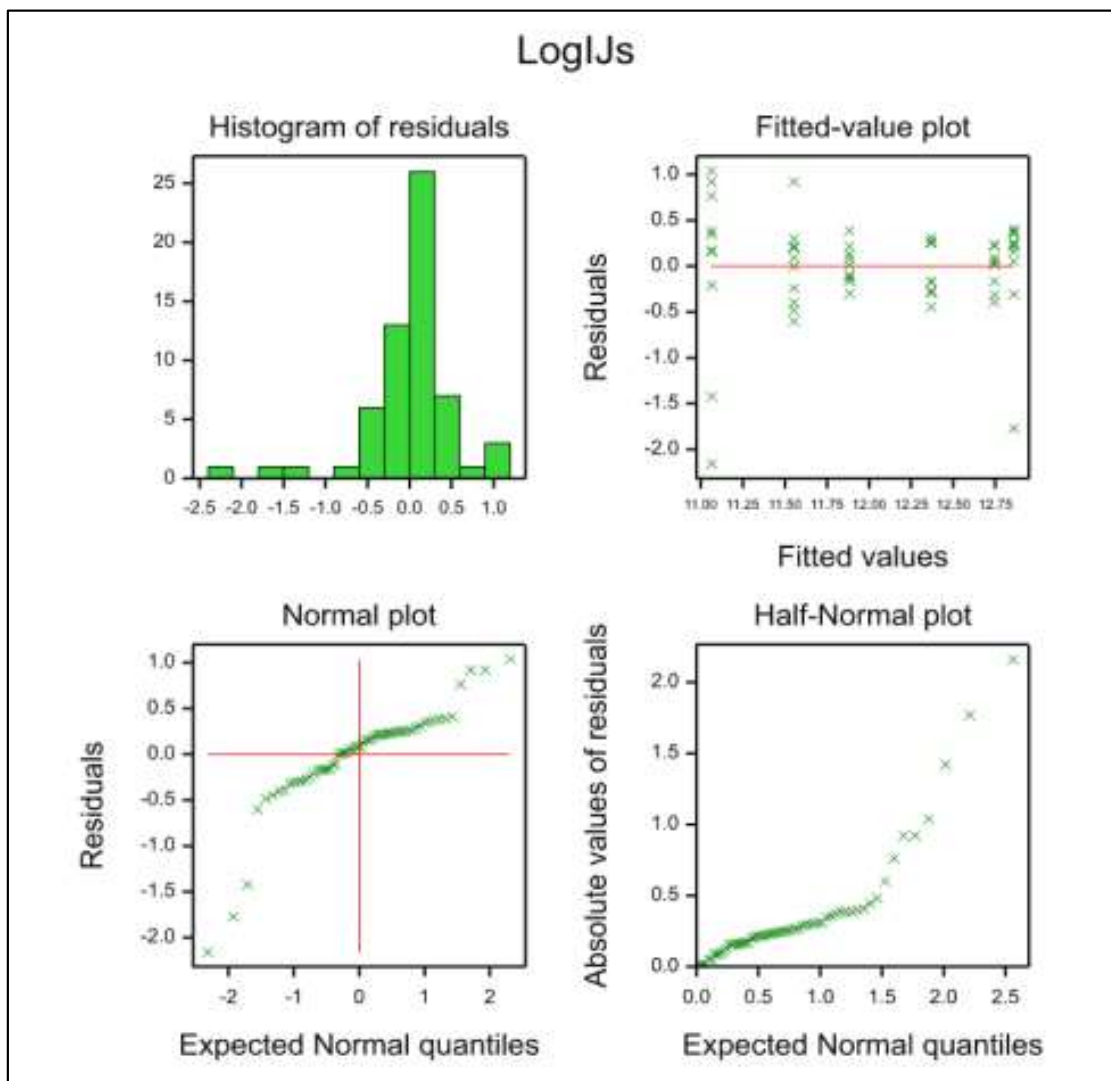 LogIJs
Histogram of residuals
25
20
15
10
5
0
-2.5 -2.0 -1.5 -1.0 -0.5 0.0 0.5 1.0
Fitted-value plot
Residuals
1.0
0.5
0.0
-0.5
-1.0
-1.5
-2.0
11.00 11.25 11.50 11.75 12.00 12.25 12.50 12.75
Fitted values
Normal plot
Residuals
1.0
0.5
0.0
-0.5
-1.0
-1.5
-2.0
-2 -1 0 1 2
Expected Normal quantiles
Half-Normal plot
Absolute values of residuals
2.0
1.5
1.0
0.5
0.0
0.0 0.5 1.0 1.5 2.0 2.5
Expected Normal quantiles